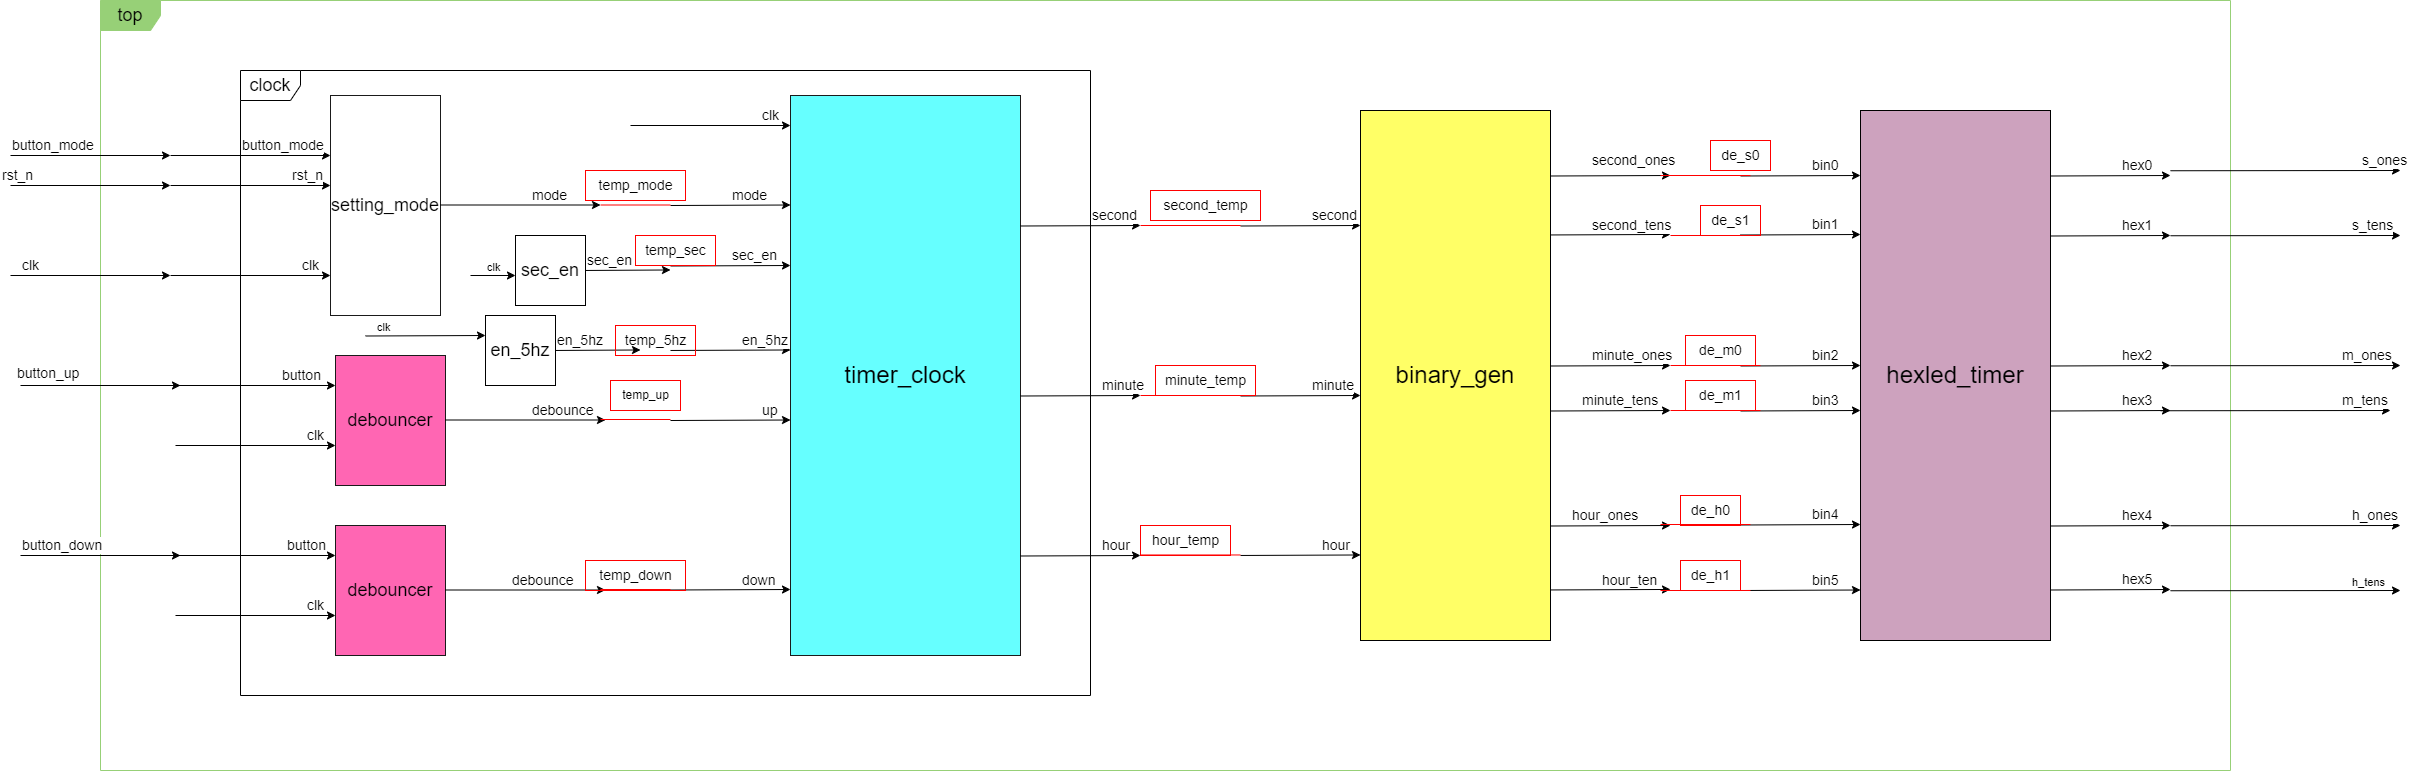 top
clock
button_mode
button_mode
rst_n
rst_n
setting_mode
clk
clk
mode
temp_mode
mode
clk
clk
sec_en
sec_en
temp_sec
sec_en
clk
en_5hz
en_5hz
temp_5hz
en_5hz
button_up
button
debouncer
clk
debounce
temp_up
up
button_down
button
debouncer
clk
debounce
temp_down
down
timer_clock
second
second_temp
second
minute
minute_temp
minute
hour
hour_temp
hour
binary_gen
second_ones
de_s0
bin0
second_tens
de_s1
bin1
minute_ones
de_m0
bin2
minute_tens
de_m1
bin3
hour_ones
de_h0
bin4
hour_ten
de_h1
bin5
hexled_timer
hex0
s_ones
hex1
s_tens
hex2
m_ones
hex3
m_tens
hex4
h_ones
hex5
h_tens